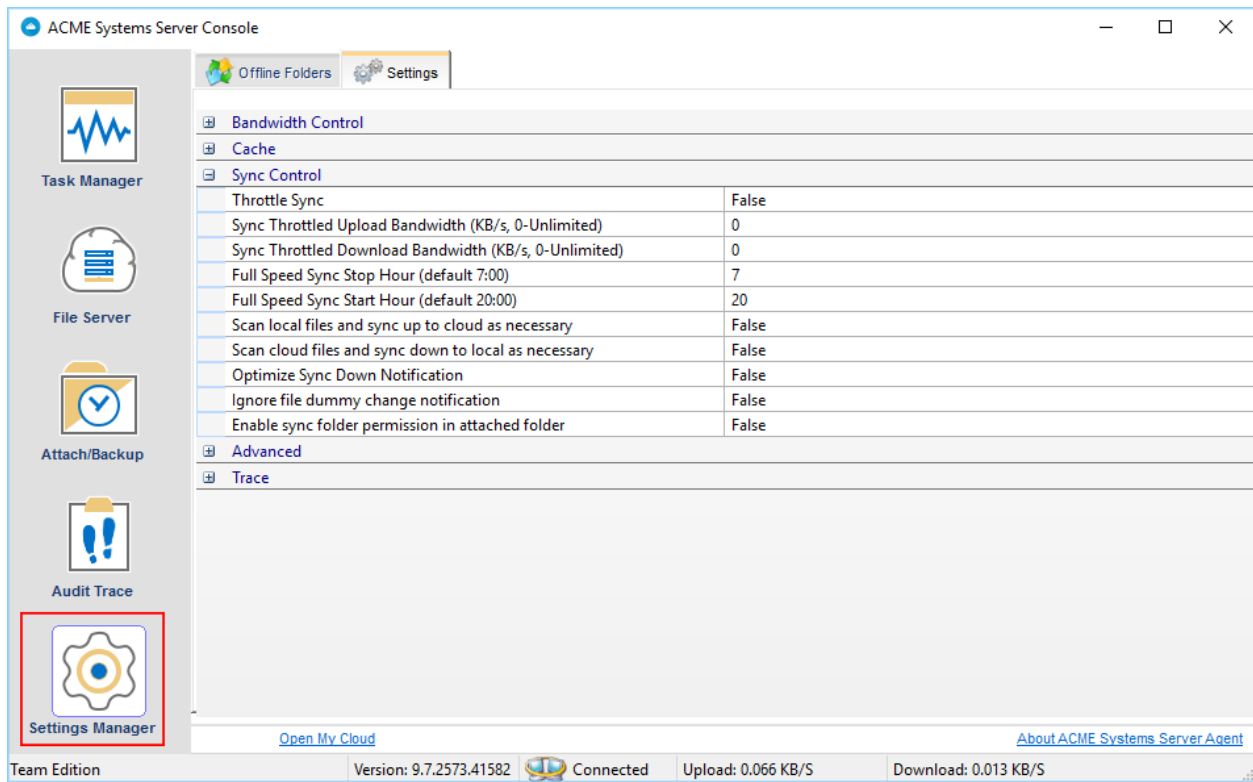 ACME Systems Server Console
Offline Folders Settings
Task Manager
File Server
Attach/Backup
Audit Trace
Settings Manager
Bandwidth Control
Cache
Sync Control
Throttle Sync False
Sync Throttled Upload Bandwidth (KB/s, 0-Unlimited) 0
Sync Throttled Download Bandwidth (KB/s, 0-Unlimited) 0
Full Speed Sync Stop Hour (default 7:00) 7
Full Speed Sync Start Hour (default 20:00) 20
Scan local files and sync up to cloud as necessary False
Scan cloud files and sync down to local as necessary False
Optimize Sync Down Notification False
Ignore file dummy change notification False
Enable sync folder permission in attached folder False
Advanced
Trace
Open My Cloud About ACME Systems Server Agent
Team Edition Version: 9.7.2573.41582 Connected Upload: 0.066 KB/S Download: 0.013 KB/S